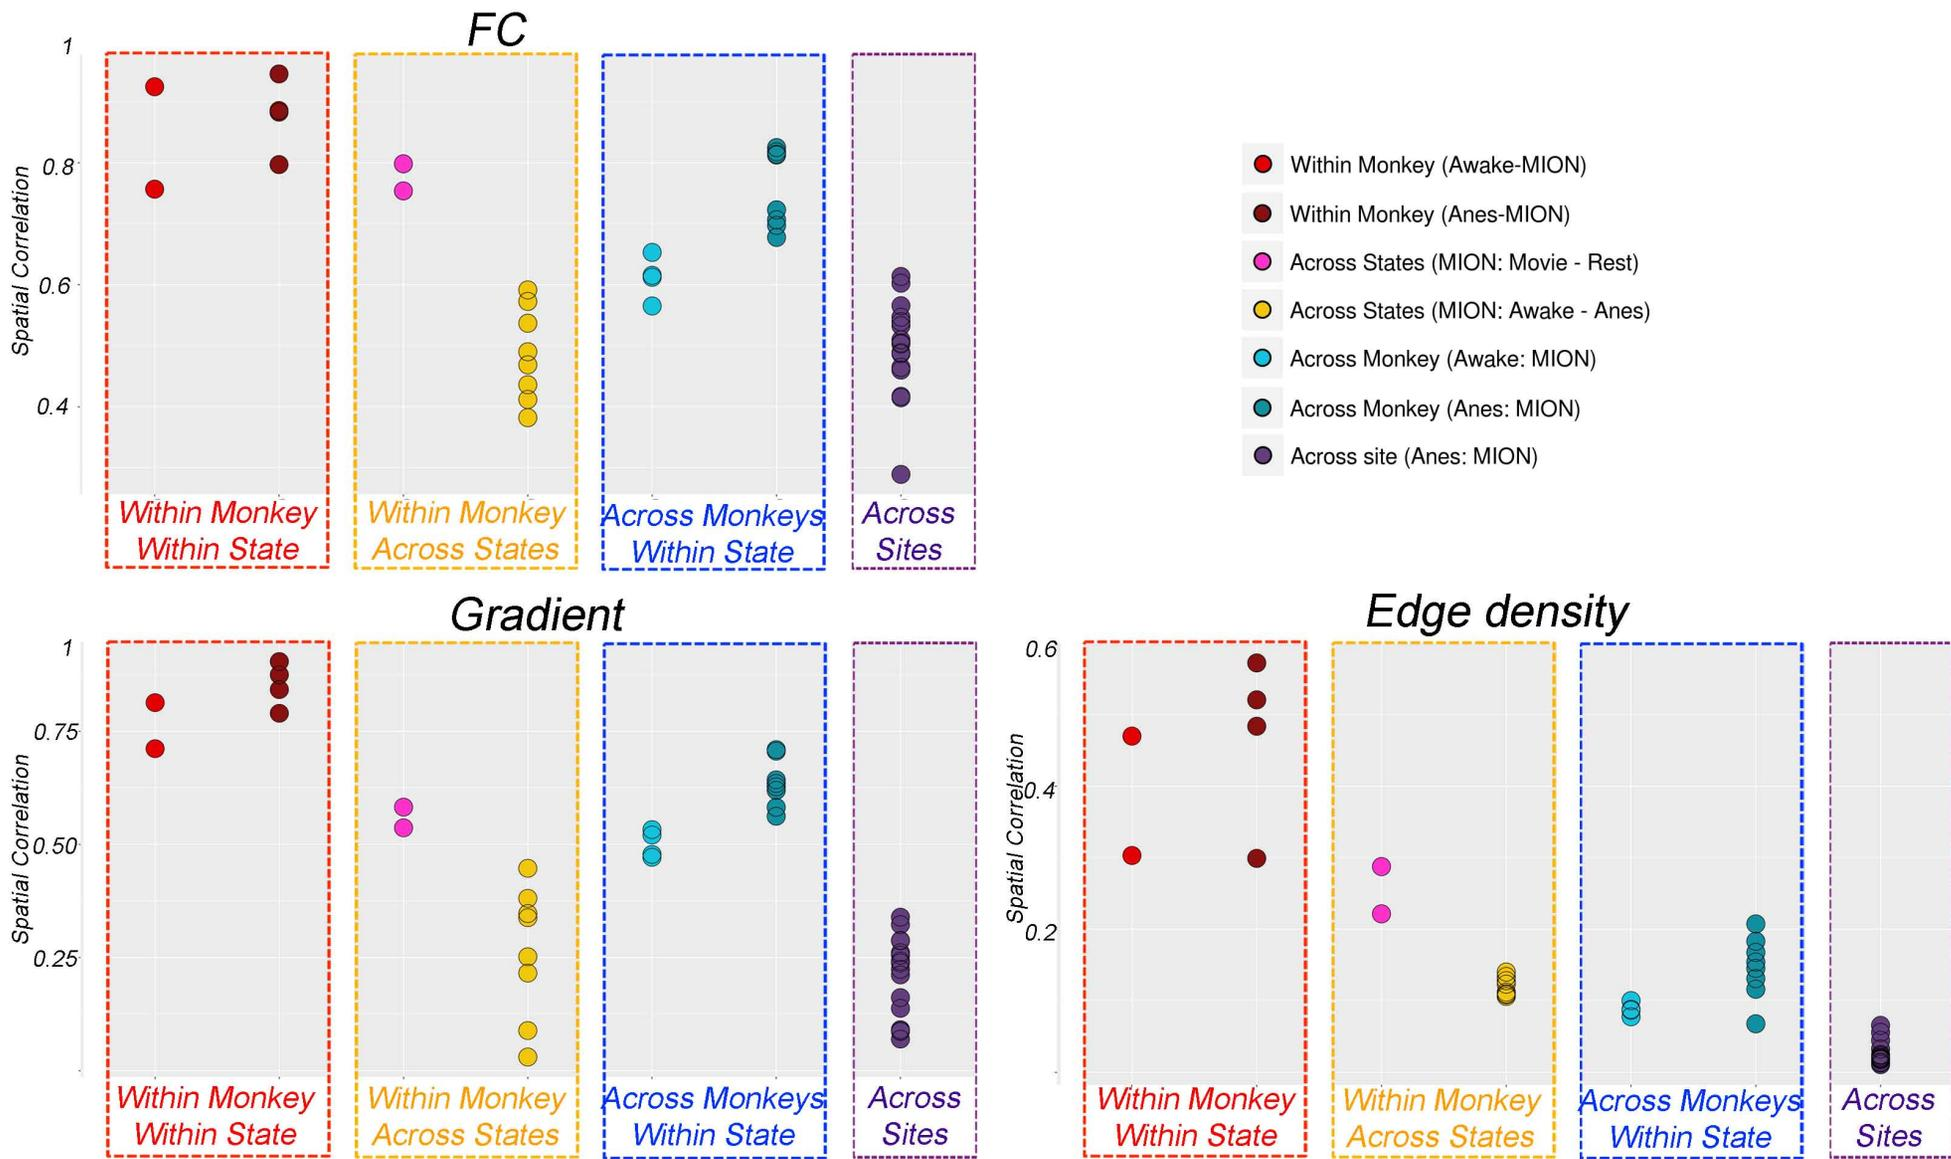 FC
1
0.8
0.6
0.4
Spatial Correlation
Within Monkey
Within State
Within Monkey
Across States
Across Monkeys
Within State
Across
Sites
Within Monkey (Awake-MION)
Within Monkey (Anes-MION)
Across States (MION: Movie - Rest)
Across States (MION: Awake - Anes)
Across Monkey (Awake: MION)
Across Monkey (Anes: MION)
Across site (Anes: MION)
Gradient
1
0.75
0.50
0.25
Spatial Correlation
Within Monkey
Within State
Within Monkey
Across States
Across Monkeys
Within State
Across
Sites
Edge density
0.6
0.4
0.2
Spatial Correlation
Within Monkey
Within State
Within Monkey
Across States
Across Monkeys
Within State
Across
Sites